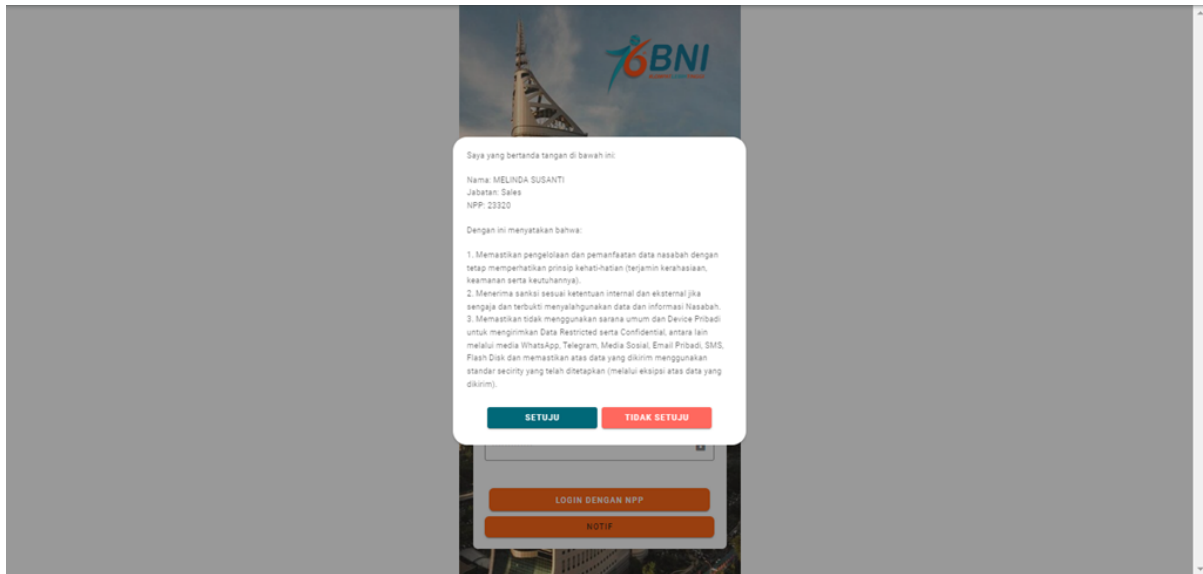 76 BNI
Saya yang bertanda tangan di bawah ini:
Nama: MELINDA SUSANTI
Jabatan: Sales
NPP: 23320
Dengan ini menyatakan bahwa:
1. Memastikan pengelolaan dan pemanfaatan data nasabah dengan
tetap memperhatikan prinsip kehati-hatian (terjamin kerahasiaan,
keamanan serta keutuhannya).
2. Menerima sanksi sesuai ketentuan internal dan eksternal jika
sengaja dan terbukti menyalahgunakan data dan informasi Nasabah.
3. Memastikan tidak menggunakan sarana umum dan Device Pribadi
untuk mengirimkan Data Restricted serta Confidential, antara lain
melalui media WhatsApp, Telegram, Media Sosial, Email Pribadi, SMS,
Flash Disk dan memastikan atas data yang dikirim menggunakan
standar secirity yang telah ditetapkan (melalui eksipsi atas data yang
dikirim).
SETUJU TIDAK SETUJU
LOGIN DENGAN NPP
NOTIF